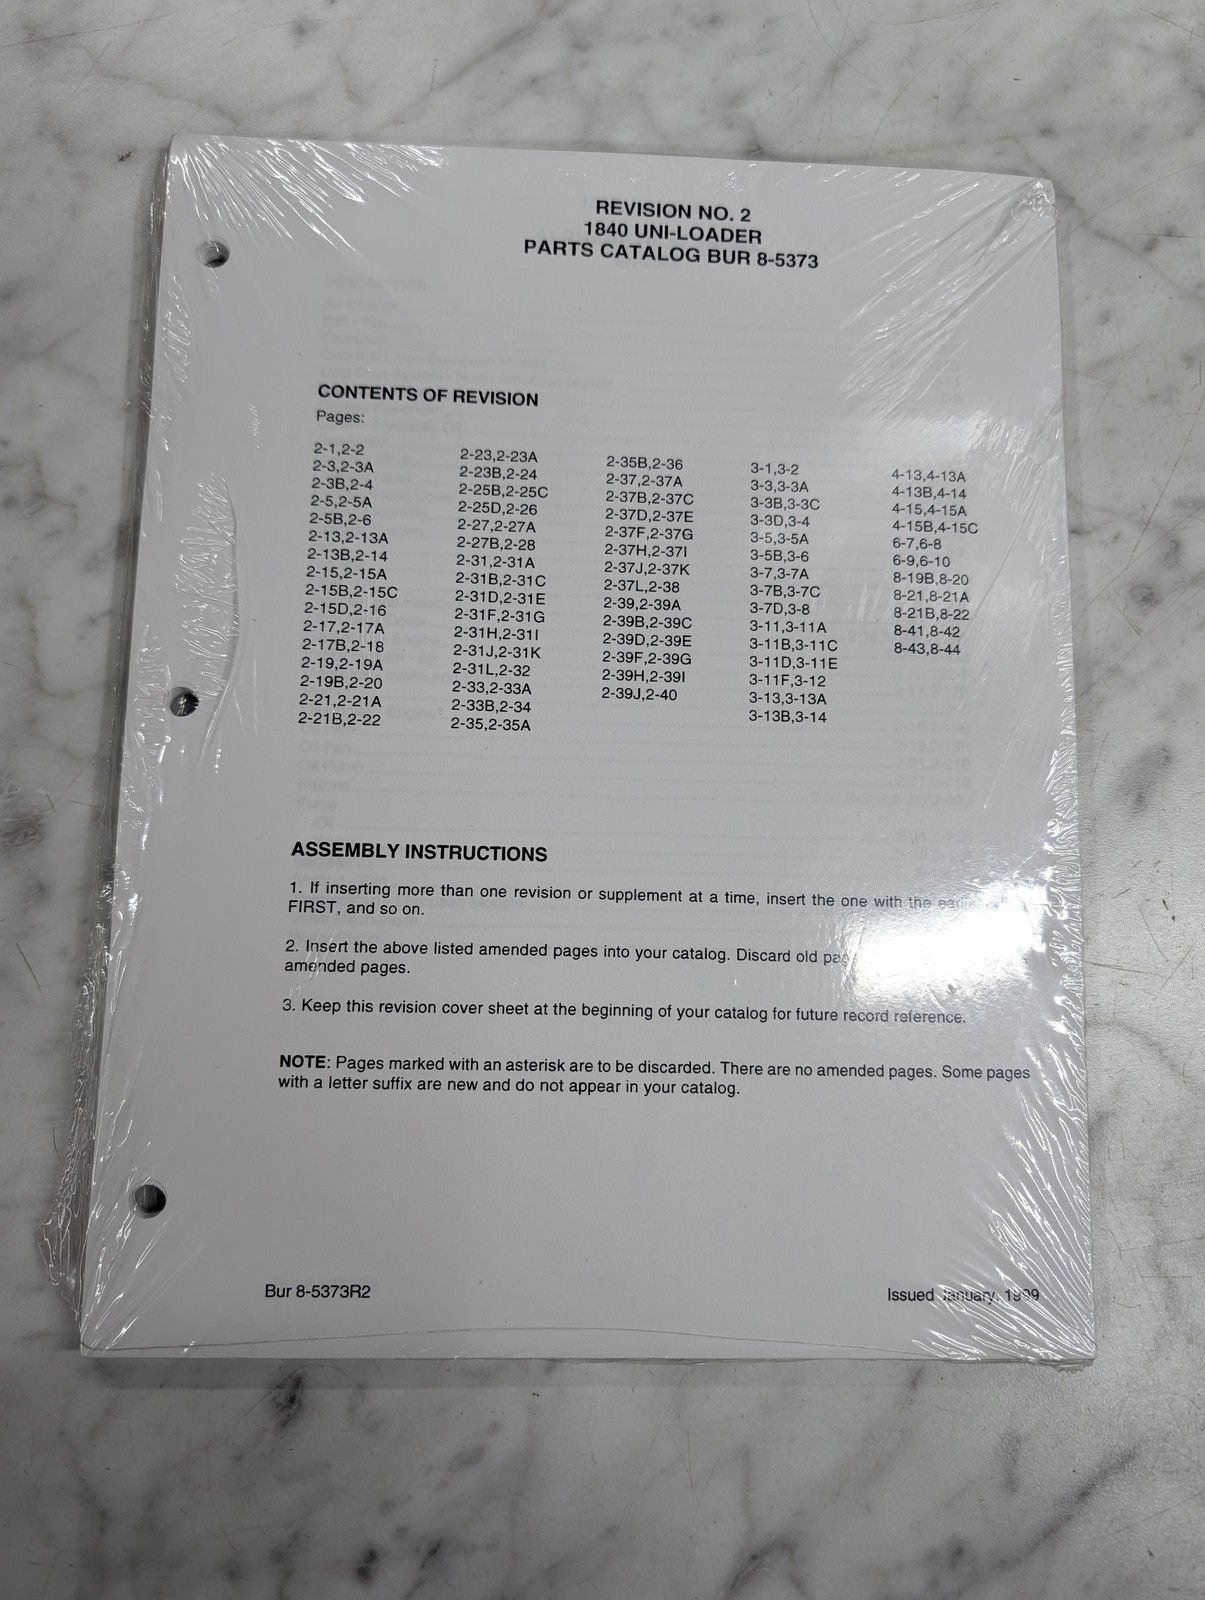 REVISION NO. 2
1840 UNI-LOADER
PARTS CATALOG BUR 8-5373
CONTENTS OF REVISION
Pages:
2-1,2-2
2-3,2-3A
2-3B,2-4
2-5,2-5A
2-5B,2-6
2-13,2-13A
2-13B,2-14
2-15,2-15A
2-15B,2-15C
2-15D,2-16
2-17,2-17A
2-17B,2-18
2-19,2-19A
2-19B,2-20
2-21,2-21A
2-21B,2-22
2-23,2-23A
2-23B,2-24
2-25B,2-25C
2-25D,2-26
2-27,2-27A
2-27B,2-28
2-31,2-31A
2-31B,2-31C
2-31D,2-31E
2-31F,2-31G
2-31H,2-31I
2-31J,2-31K
2-31L,2-32
2-33,2-33A
2-33B,2-34
2-35,2-35A
2-35B,2-36
2-37,2-37A
2-37B,2-37C
2-37D,2-37E
2-37F,2-37G
2-37H,2-37I
2-37J,2-37K
2-37L,2-38
2-39,2-39A
2-39B,2-39C
2-39D,2-39E
2-39F,2-39G
2-39H,2-39I
2-39J,2-40
3-1,3-2
3-3,3-3A
3-3B,3-3C
3-3D,3-4
3-5,3-5A
3-5B,3-6
3-7,3-7A
3-7B,3-7C
3-7D,3-8
3-11,3-11A
3-11B,3-11C
3-11D,3-11E
3-11F,3-12
3-13,3-13A
3-13B,3-14
4-13,4-13A
4-13B,4-14
4-15,4-15A
4-15B,4-15C
6-7,6-8
6-9,6-10
8-19B,8-20
8-21,8-21A
8-21B,8-22
8-41,8-42
8-43,8-44
Oil Pan
Oil Pump
Pistons
Pump
Oil
ASSEMBLY INSTRUCTIONS
1. If inserting more than one revision or supplement at a time, insert the one with the
FIRST, and so on.
2. Insert the above listed amended pages into your catalog. Discard old
amended pages.
3. Keep this revision cover sheet at the beginning of your catalog for future record reference.
NOTE: Pages marked with an asterisk are to be discarded. There are no amended pages. Some pages
with a letter suffix are new and do not appear in your catalog.
Bur 8-5373R2
Issued January, 1999